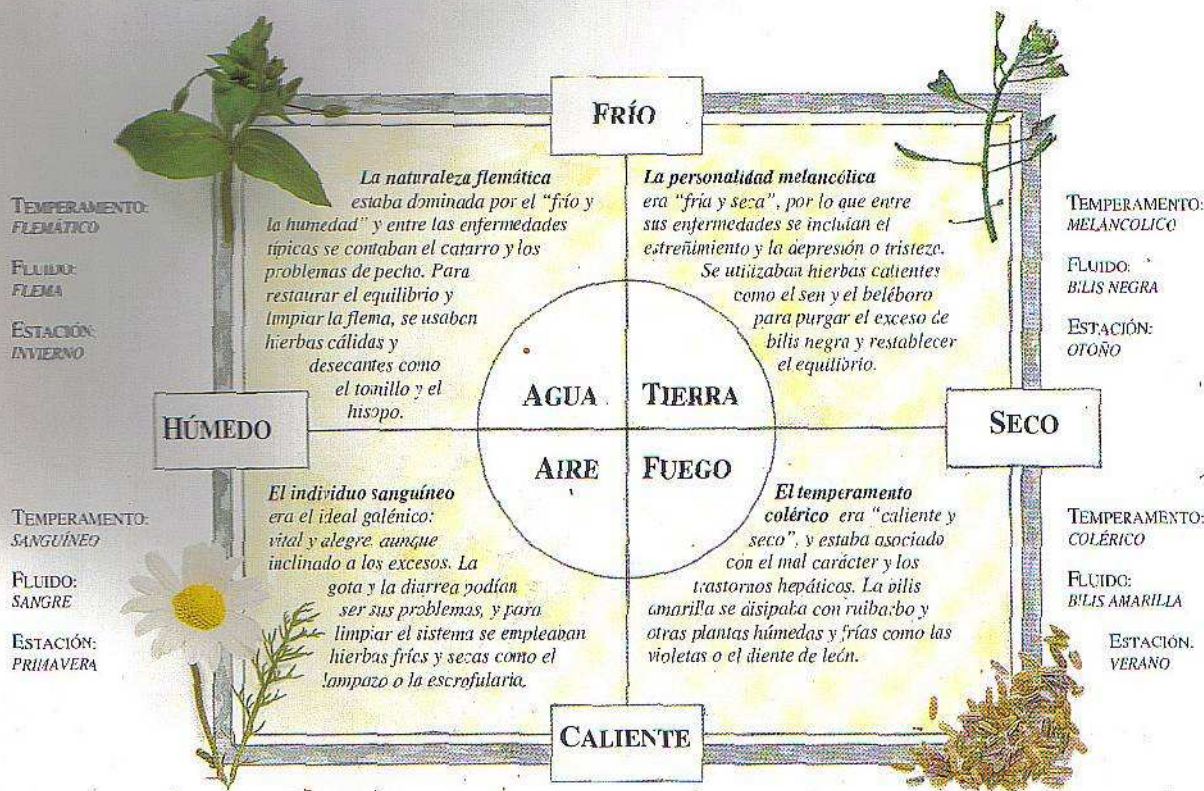 FRÍO
TEMPERAMENTO:
FLEMÁTICO
FLUIDO:
FLEMA
ESTACIÓN:
INVIERNO
La naturaleza flemática
estaba dominada por el "frío y
la humedad" y entre las enfermedades
típicas se contaban el catarro y los
problemas de pecho. Para
restaurar el equilibrio y
limpiar la flema, se usaban
hierbas cálidas y
desecantes como
el tomillo y el
hisopo.
La personalidad melancólica
era "fría y seca", por lo que entre
sus enfermedades se incluían el
estreñimiento y la depresión o tristeza.
Se utilizaban hierbas calientes
como el sen y el heléboro
para purgar el exceso de
bilis negra y restablecer
el equilibrio.
TEMPERAMENTO:
MELANCOLICO
FLUIDO:
BILIS NEGRA
ESTACIÓN:
OTOÑO
AGUA
TIERRA
HÚMEDO
SECO
AIRE
FUEGO
TEMPERAMENTO:
SANGUÍNEO
FLUIDO:
SANGRE
ESTACIÓN:
PRIMAVERA
El individuo sanguíneo
era el ideal galénico:
vital y alegre, aunque
inclinado a los excesos. La
gota y la diarrea podían
ser sus problemas, y para
limpiar el sistema se empleaban
hierbas frías y secas como el
lampazo o la escrofularia.
El temperamento
colérico era "caliente y
seco", y estaba asociado
con el mal carácter y los
trastornos hepáticos. La bilis
amarilla se disipaba con ruibarbo y
otras plantas húmedas y frías como las
violetas o el diente de león.
TEMPERAMENTO:
COLÉRICO
FLUIDO:
BILIS AMARILLA
ESTACIÓN.
VERANO
CALIENTE